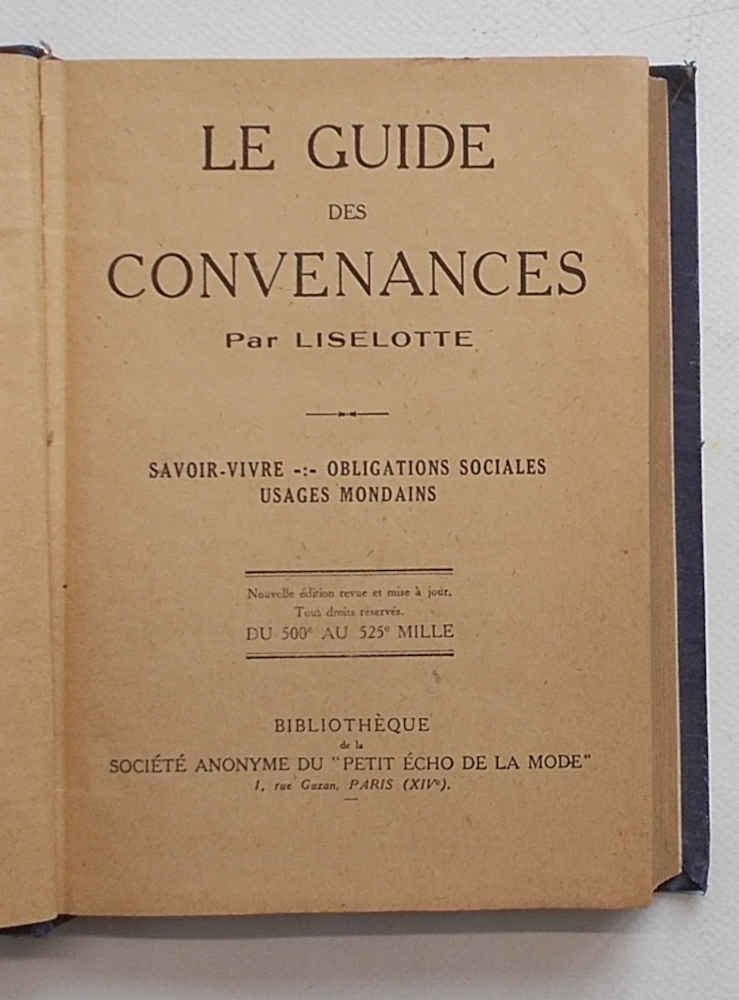 LE GUIDE
DES
CONVENANCES
Par LISELOTTE
SAVOIR-VIVRE -:- OBLIGATIONS SOCIALES
USAGES MONDAINS
Nouvelle édition revue et mise à jour.
Tous droits réservés.
DU 500e AU 525e MILLE
BIBLIOTHÈQUE
de la
SOCIÉTÉ ANONYME DU "PETIT ÉCHO DE LA MODE"
1, rue Gazan, PARIS (XIVe).